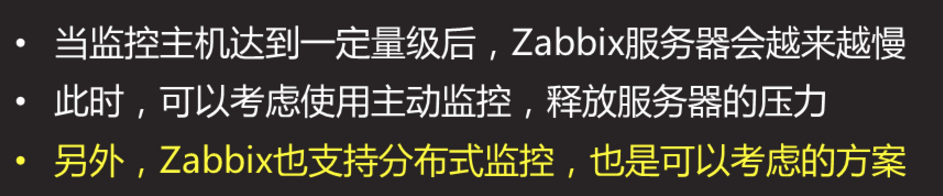 • 当监控主机达到一定量级后，Zabbix服务器会越来越慢
• 此时，可以考虑使用主动监控，释放服务器的压力
• 另外，Zabbix也支持分布式监控，也是可以考虑的方案